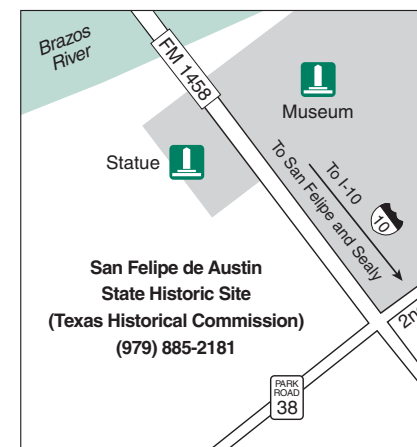 Brazos
River
FM 1458
Museum
Statue
To San Felipe and Sealy
To I-10
10
San Felipe de Austin
State Historic Site
(Texas Historical Commission)
(979) 885-2181
2n
PARK
ROAD
38